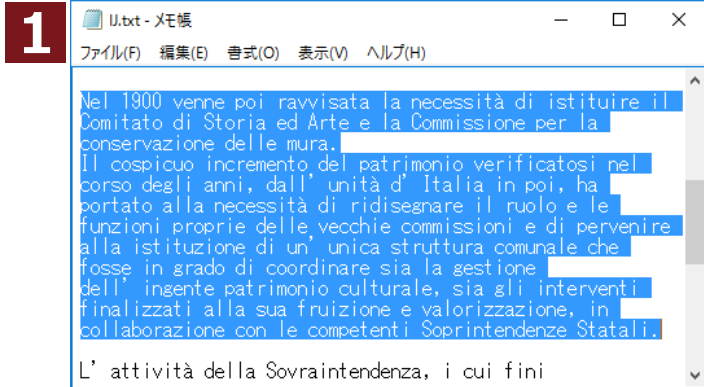 1
IJ.txt - メモ帳
ファイル(F) 編集(E) 書式(O) 表示(V) ヘルプ(H)
Nel 1900 venne poi ravvisata la necessità di istituire il
Comitato di Storia ed Arte e la Commissione per la
conservazione delle mura.
Il cospicuo incremento del patrimonio verificatosi nel
corso degli anni, dall’unità d’Italia in poi, ha
portato alla necessità di ridisegnare il ruolo e le
funzioni proprie delle vecchie commissioni e di pervenire
alla istituzione di un’unica struttura comunale che
fosse in grado di coordinare sia la gestione
dell’ingente patrimonio culturale, sia gli interventi
finalizzati alla sua fruizione e valorizzazione, in
collaborazione con le competenti Soprintendenze Statali.
L’attività della Sovraintendenza, i cui fini